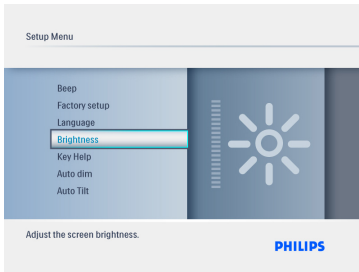 Setup Menu
Beep
Factory setup
Language
Brightness
Key Help
Auto dim
Auto Tilt
Adjust the screen brightness.
PHILIPS